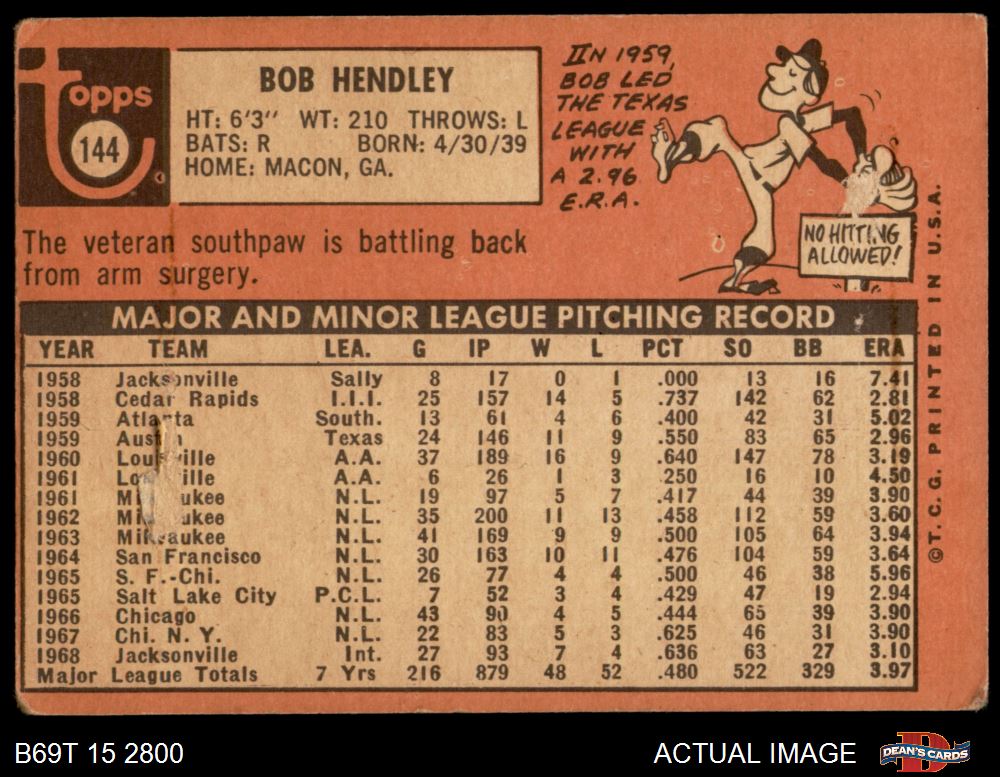 topps
144
BOB HENDLEY
HT: 6'3" WT: 210 THROWS: L
BATS: R BORN: 4/30/39
HOME: MACON, GA.
IN 1959,
BOB LED
THE TEXAS
LEAGUE
WITH
A 2.96
E.R.A.
NO HITTING
ALLOWED!
The veteran southpaw is battling back
from arm surgery.
MAJOR AND MINOR LEAGUE PITCHING RECORD
YEAR TEAM LEA. G IP W L PCT SO BB ERA
1958 Jacksonville Sally 8 17 0 1 .000 13 16 7.41
1958 Cedar Rapids I.I.I. 25 157 14 5 .737 142 62 2.81
1959 Atlanta South. 13 61 4 6 .400 42 31 5.02
1959 Austin Texas 24 146 11 9 .550 83 65 2.96
1960 Louisville A.A. 37 189 16 9 .640 147 78 3.19
1961 Louisville A.A. 6 26 1 3 .250 16 10 4.50
1961 Milwaukee N.L. 19 97 5 7 .417 44 39 3.90
1962 Milwaukee N.L. 35 200 11 13 .458 112 59 3.60
1963 Milwaukee N.L. 41 169 9 9 .500 105 64 3.94
1964 San Francisco N.L. 30 163 10 11 .476 104 59 3.64
1965 S. F.-Chi. N.L. 26 77 4 4 .500 46 38 5.96
1965 Salt Lake City P.C.L. 7 52 3 4 .429 47 19 2.94
1966 Chicago N.L. 43 90 4 5 .444 65 39 3.90
1967 Chi. N. Y. N.L. 22 83 5 3 .625 46 31 3.90
1968 Jacksonville Int. 27 93 7 4 .636 63 27 3.10
Major League Totals 7 Yrs 216 879 48 52 .480 522 329 3.97
©T.C.G. PRINTED IN U.S.A.
B69T 15 2800
ACTUAL IMAGE
DEAN'S CARDS